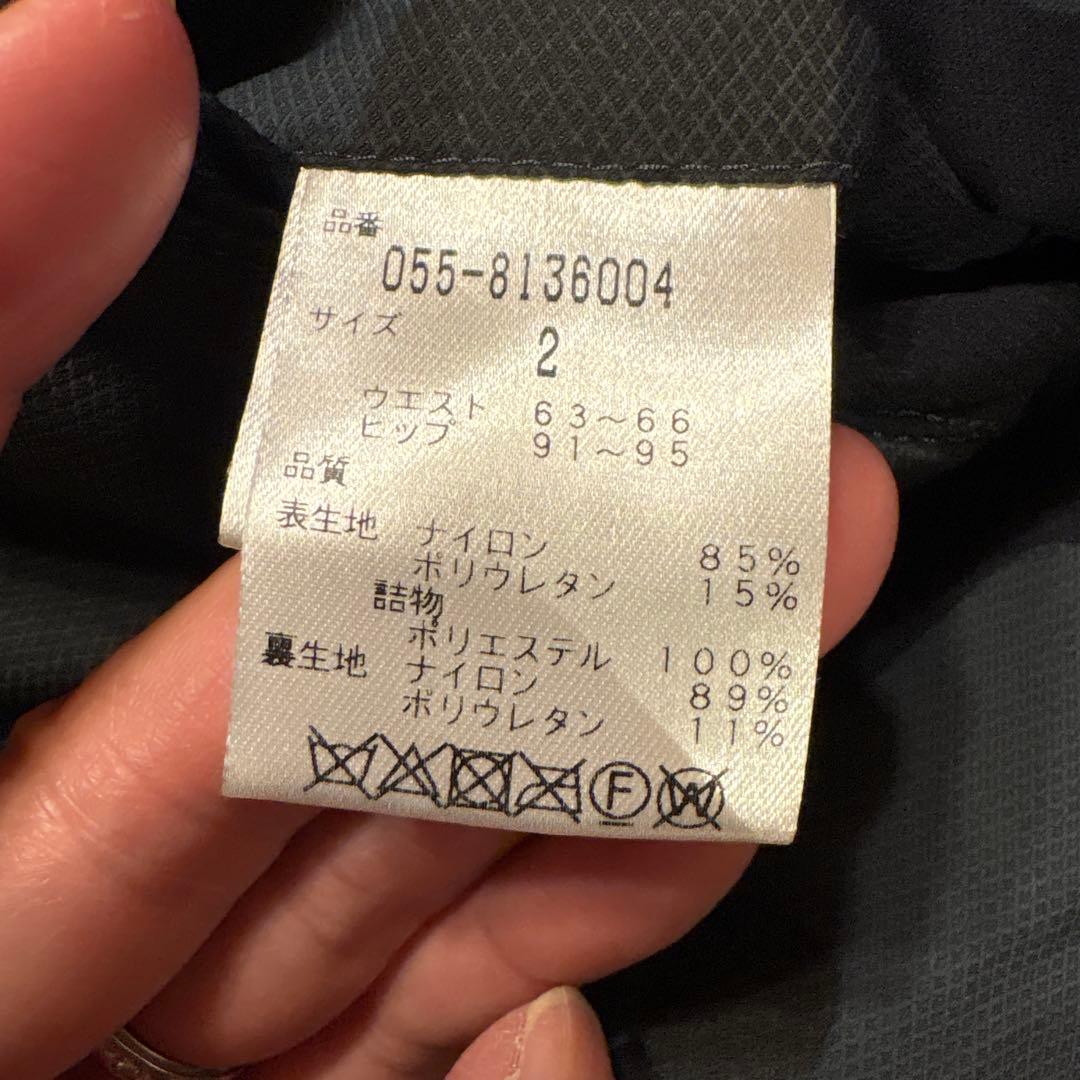 品番
055-8136004
サイズ
2
ウエスト 63～66
ヒップ 91～95
品質
表生地 ナイロン 85%
ポリウレタン 15%
詰物
ポリエステル 100%
裏生地 ナイロン 89%
ポリウレタン 11%
F W